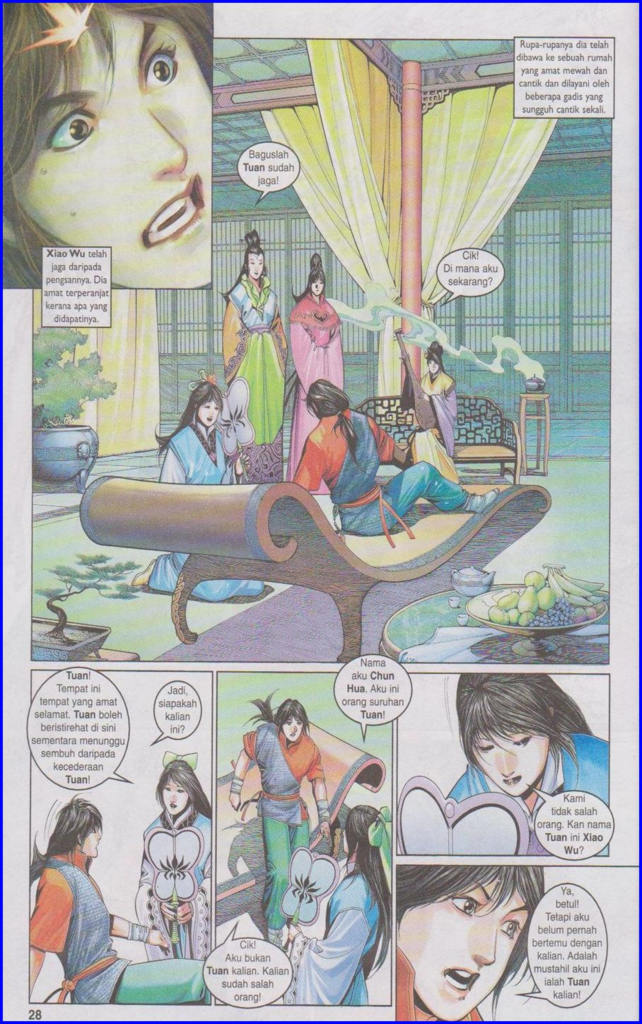 Xiao Wu telah
jaga daripada
pengsannya. Dia
amat terperanjat
kerana apa yang
didapatinya.
Rupa-rupanya dia telah
dibawa ke sebuah rumah
yang amat mewah dan
cantik dan dilayani oleh
beberapa gadis yang
sungguh cantik sekali.
Baguslah
Tuan sudah
jaga!
Cik!
Di mana aku
sekarang?
Tuan!
Tempat ini
tempat yang amat
selamat. Tuan boleh
beristirehat di sini
sementara menunggu
sembuh daripada
kecederaan
Tuan!
Jadi,
siapakah
kalian
ini?
Nama
aku Chun
Hua. Aku ini
orang suruhan
Tuan!
Cik!
Aku bukan
Tuan kalian. Kalian
sudah salah
orang!
Kami
tidak salah
orang. Kan nama
Tuan ini Xiao
Wu?
Ya,
betul!
Tetapi aku
belum pernah
bertemu dengan
kalian. Adalah
mustahil aku ini
ialah Tuan
kalian!
28